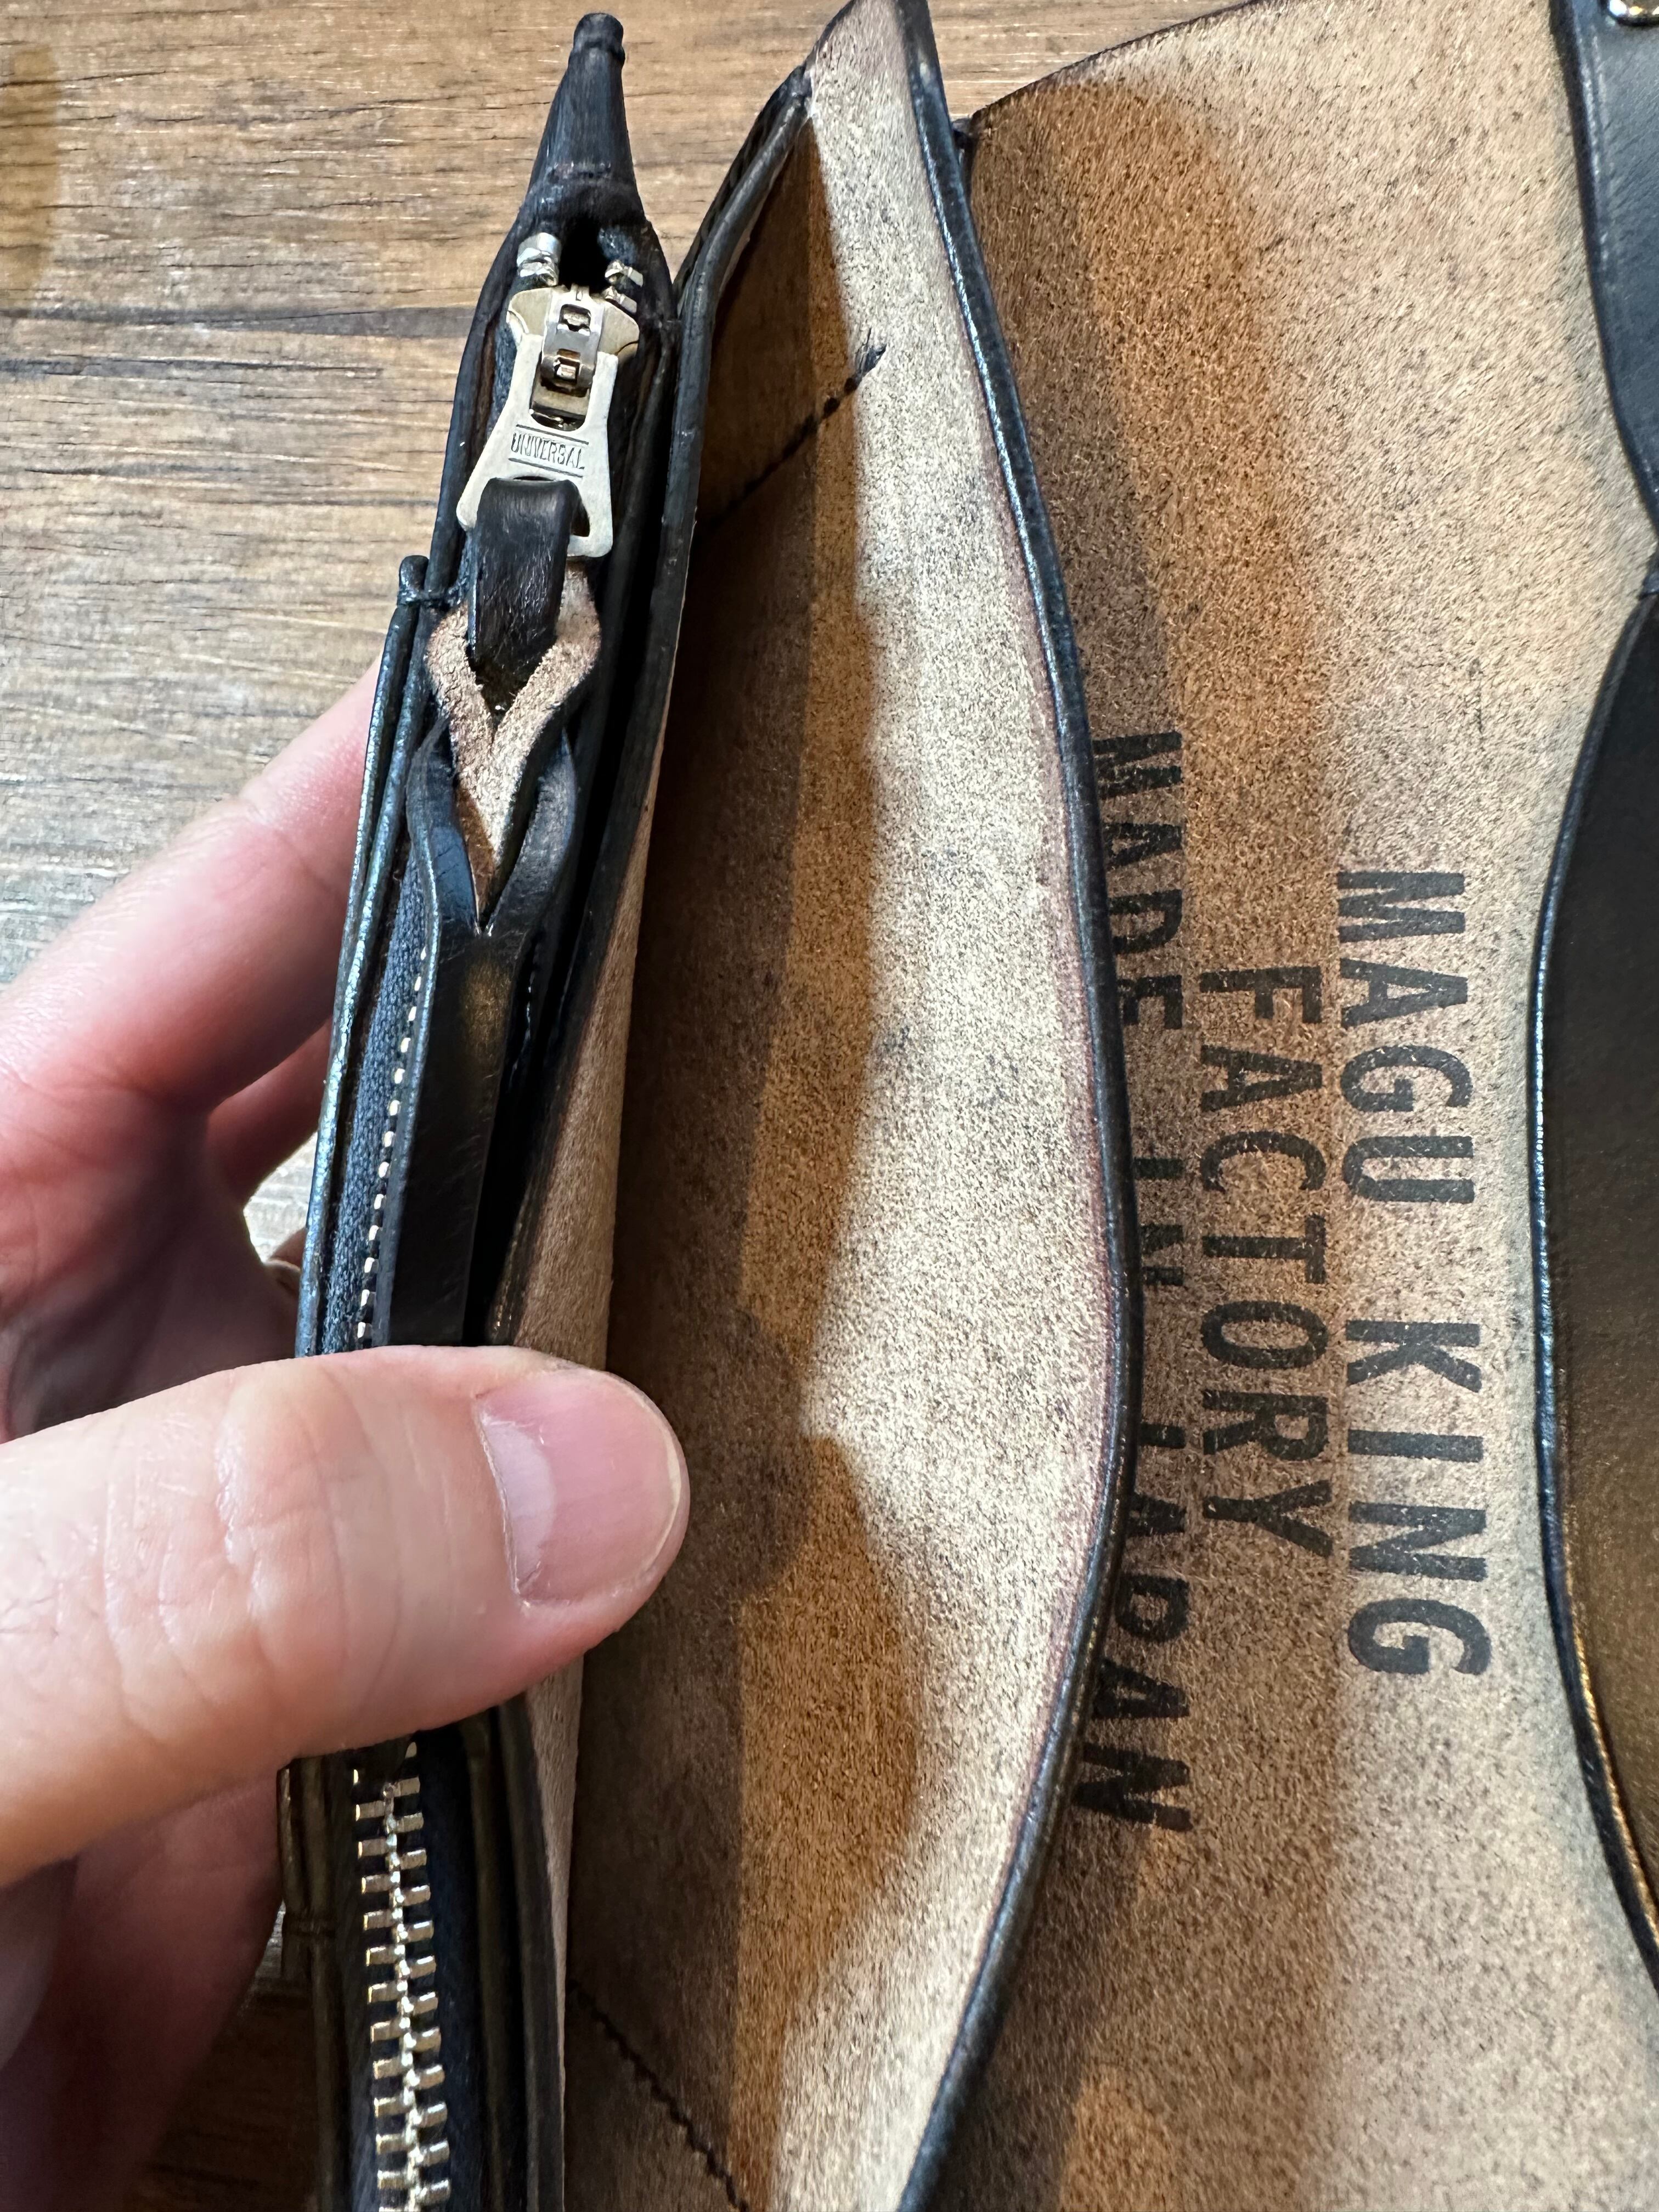 UNIVERSAL
MAGU KING
FACTORY
MADE IN JAPAN